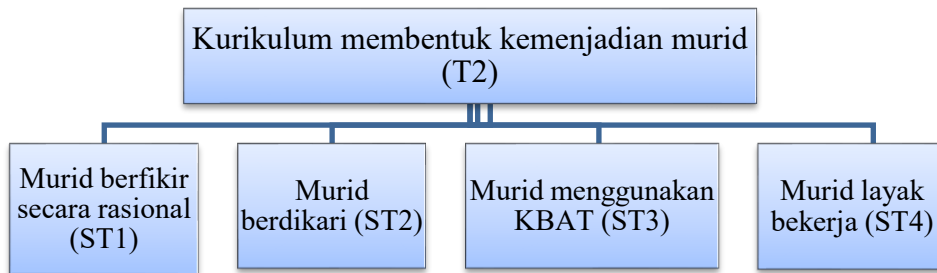 Kurikulum membentuk kemenjadian murid
(T2)
Murid berfikir
secara rasional
(ST1)
Murid
berdikari (ST2)
Murid menggunakan
KBAT (ST3)
Murid layak
bekerja (ST4)